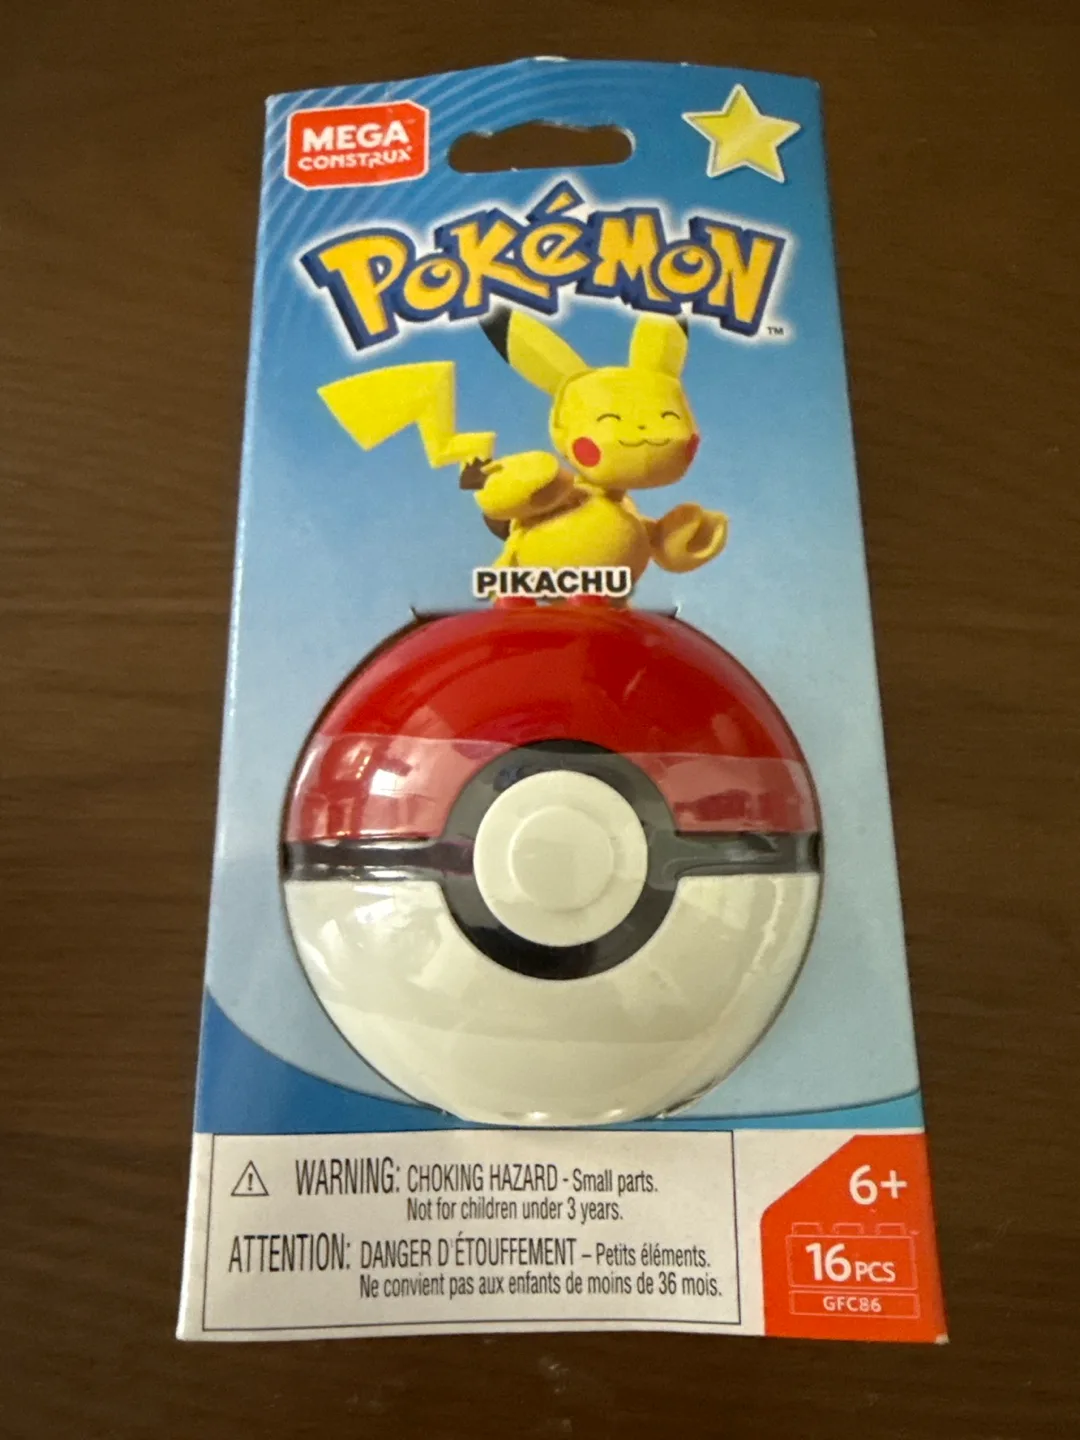 MEGA
CONSTRUX
POKéMON
TM
PIKACHU
WARNING: CHOKING HAZARD - Small parts.
Not for children under 3 years.
ATTENTION: DANGER D'ÉTOUFFEMENT – Petits éléments.
Ne convient pas aux enfants de moins de 36 mois.
6+
16 PCS
GFC86